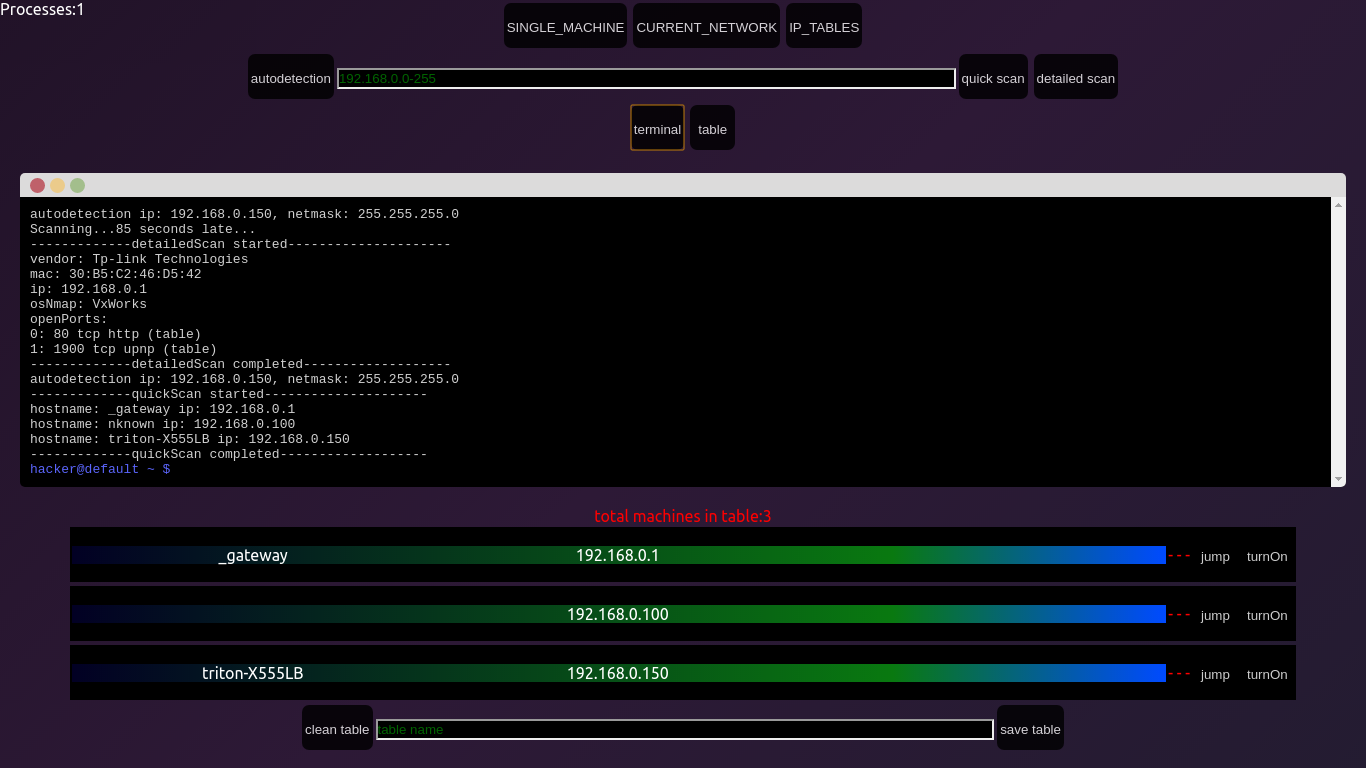 Processes:1
SINGLE_MACHINE CURRENT_NETWORK IP_TABLES
autodetection 192.168.0.0-255 quick scan detailed scan
terminal table
autodetection ip: 192.168.0.150, netmask: 255.255.255.0
Scanning...85 seconds late...
-------------detailedScan started---------------------
vendor: Tp-link Technologies
mac: 30:B5:C2:46:D5:42
ip: 192.168.0.1
osNmap: VxWorks
openPorts:
0: 80 tcp http (table)
1: 1900 tcp upnp (table)
-------------detailedScan completed-------------------
autodetection ip: 192.168.0.150, netmask: 255.255.255.0
-------------quickScan started---------------------
hostname: _gateway ip: 192.168.0.1
hostname: nknown ip: 192.168.0.100
hostname: triton-X555LB ip: 192.168.0.150
-------------quickScan completed-------------------
hacker@default ~ $
total machines in table:3
_gateway 192.168.0.1 --- jump turnOn
192.168.0.100 --- jump turnOn
triton-X555LB 192.168.0.150 --- jump turnOn
clean table table name save table